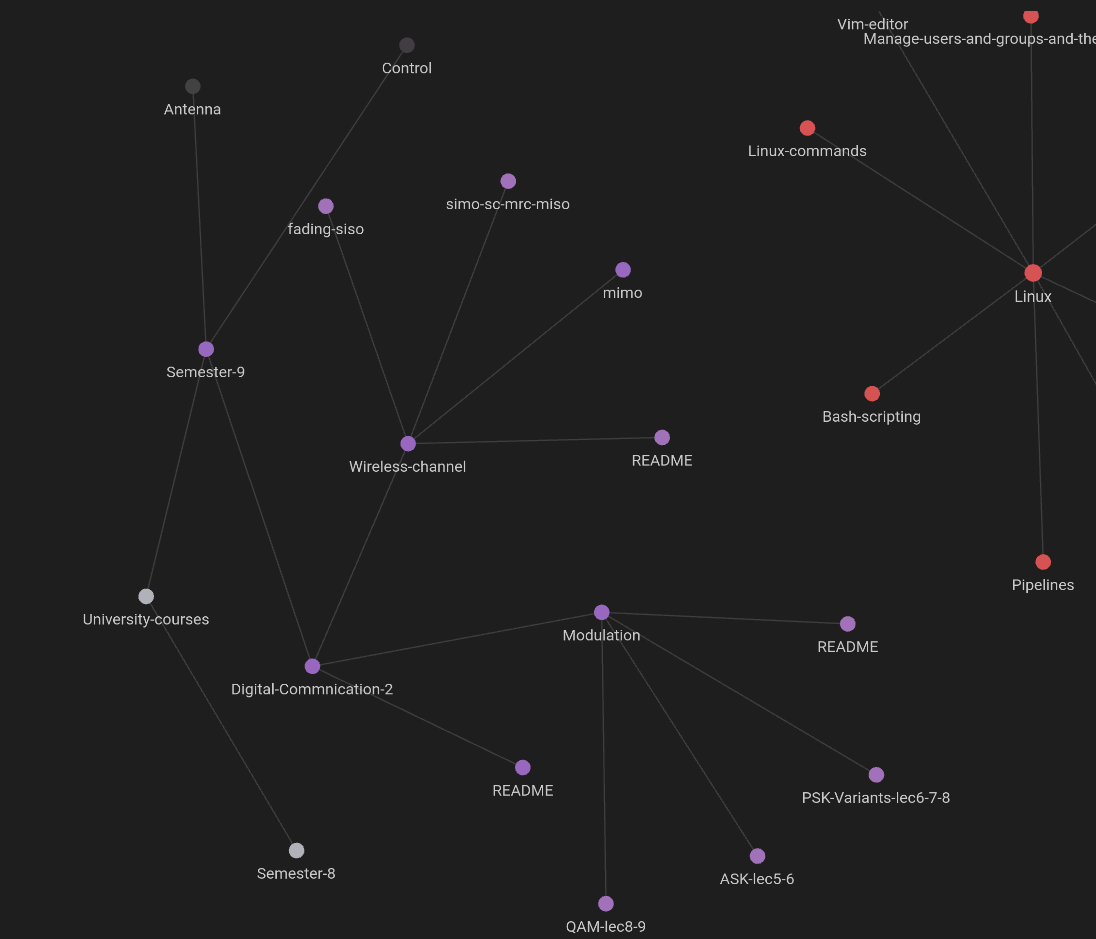 Vim-editor
Manage-users-and-groups-and-the
Control
Antenna
Linux-commands
simo-sc-mrc-miso
fading-siso
mimo
Linux
Semester-9
Bash-scripting
README
Wireless-channel
Pipelines
University-courses
Modulation
README
Digital-Commnication-2
README
PSK-Variants-lec6-7-8
Semester-8
ASK-lec5-6
QAM-lec8-9